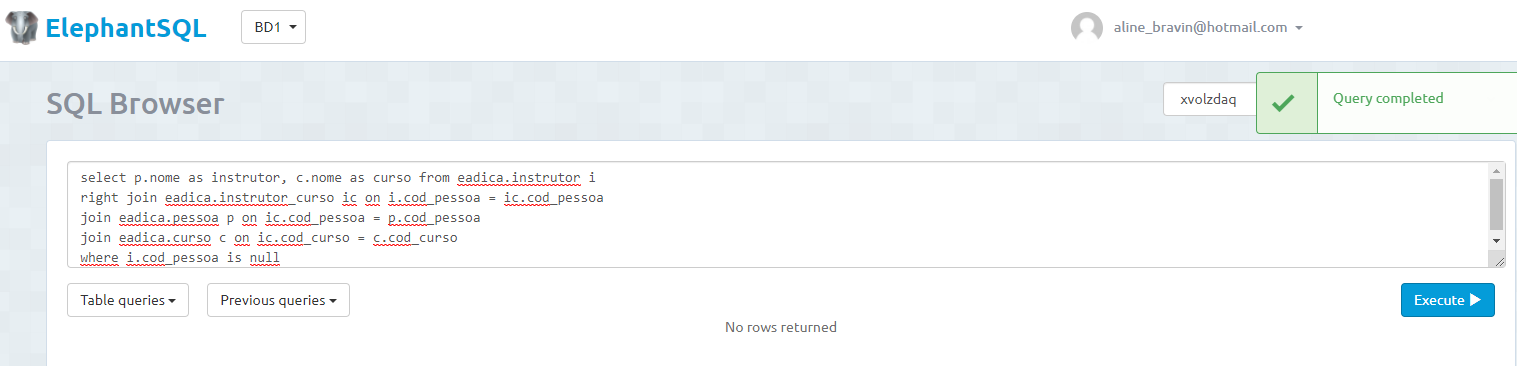 ElephantSQL BD1 aline_bravin@hotmail.com
SQL Browser xvolzdaq Query completed
select p.nome as instrutor, c.nome as curso from eadica.instrutor i
right join eadica.instrutor_curso ic on i.cod_pessoa = ic.cod_pessoa
join eadica.pessoa p on ic.cod_pessoa = p.cod_pessoa
join eadica.curso c on ic.cod_curso = c.cod_curso
where i.cod_pessoa is null
Table queries Previous queries Execute
No rows returned